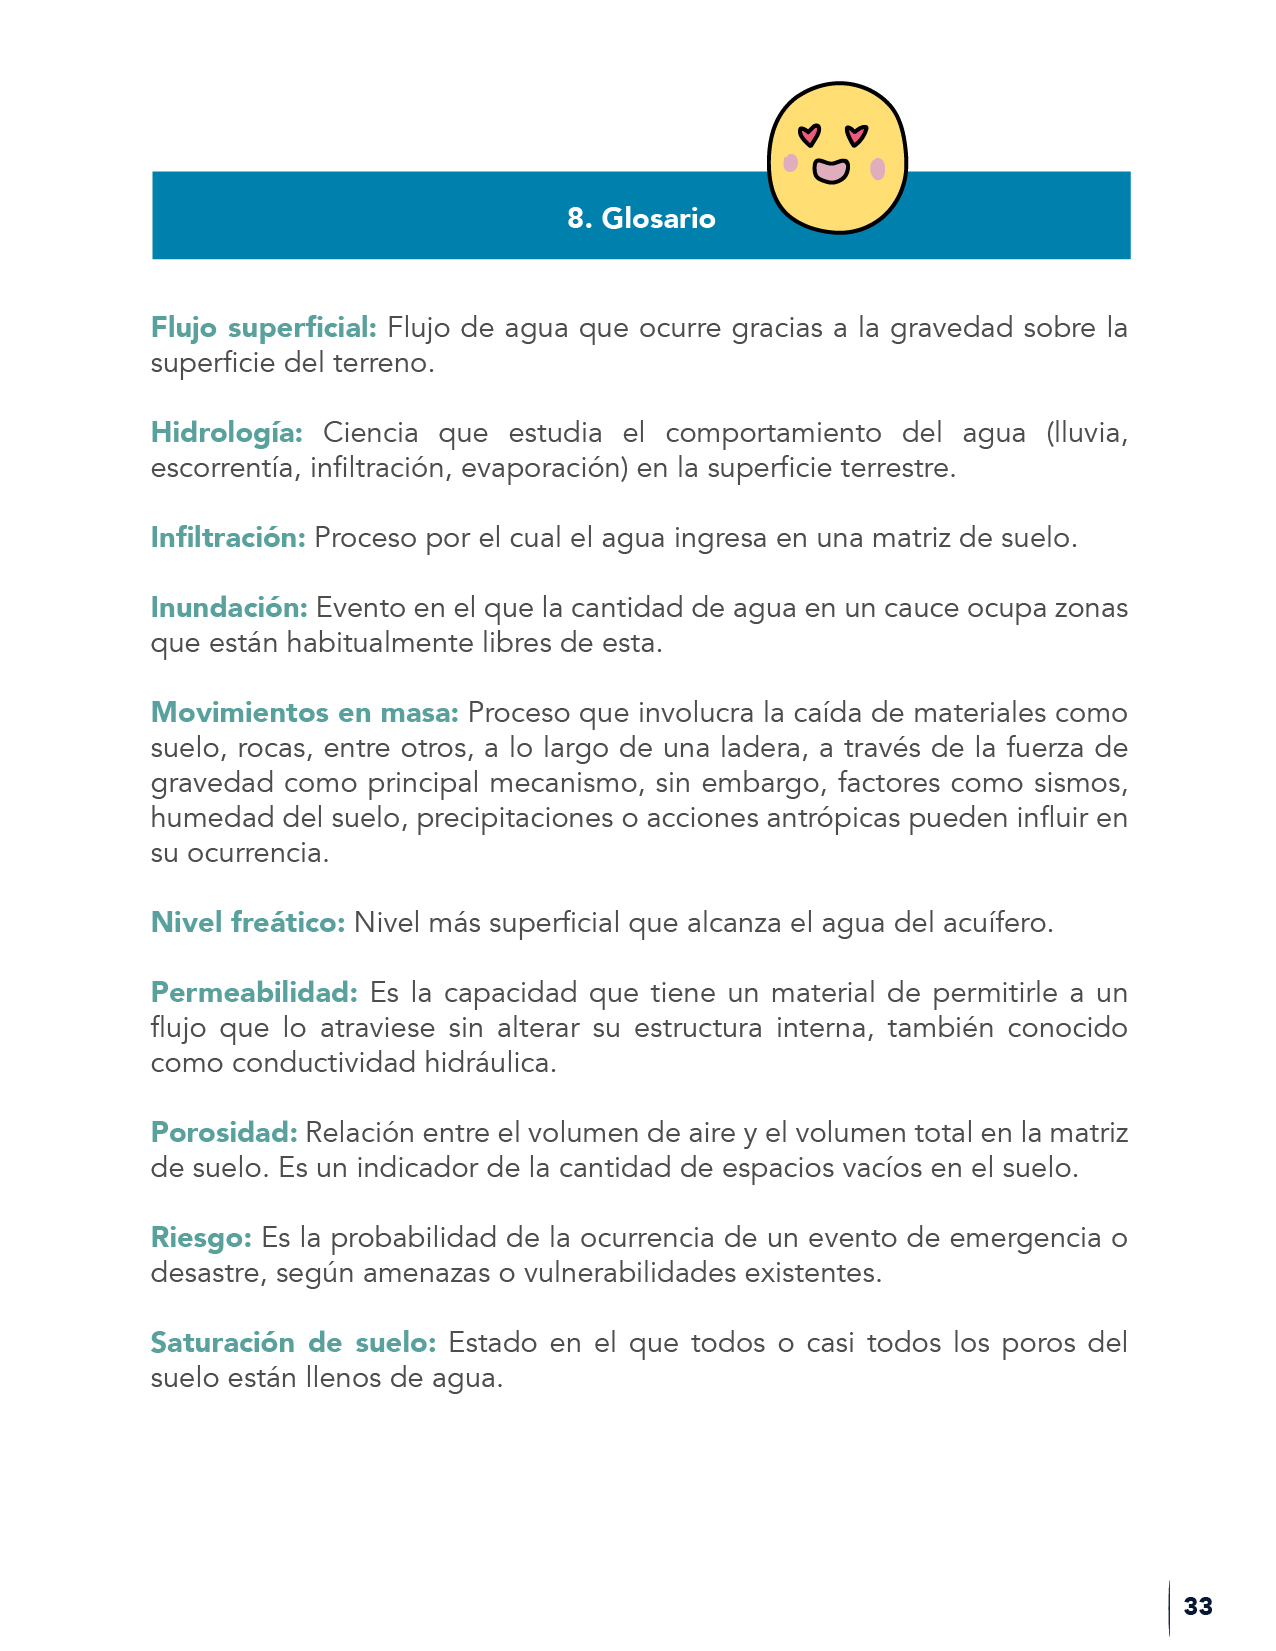 8. Glosario
Flujo superficial: Flujo de agua que ocurre gracias a la gravedad sobre la
superficie del terreno.
Hidrología: Ciencia que estudia el comportamiento del agua (lluvia,
escorrentía, infiltración, evaporación) en la superficie terrestre.
Infiltración: Proceso por el cual el agua ingresa en una matriz de suelo.
Inundación: Evento en el que la cantidad de agua en un cauce ocupa zonas
que están habitualmente libres de esta.
Movimientos en masa: Proceso que involucra la caída de materiales como
suelo, rocas, entre otros, a lo largo de una ladera, a través de la fuerza de
gravedad como principal mecanismo, sin embargo, factores como sismos,
humedad del suelo, precipitaciones o acciones antrópicas pueden influir en
su ocurrencia.
Nivel freático: Nivel más superficial que alcanza el agua del acuífero.
Permeabilidad: Es la capacidad que tiene un material de permitirle a un
flujo que lo atraviese sin alterar su estructura interna, también conocido
como conductividad hidráulica.
Porosidad: Relación entre el volumen de aire y el volumen total en la matriz
de suelo. Es un indicador de la cantidad de espacios vacíos en el suelo.
Riesgo: Es la probabilidad de la ocurrencia de un evento de emergencia o
desastre, según amenazas o vulnerabilidades existentes.
Saturación de suelo: Estado en el que todos o casi todos los poros del
suelo están llenos de agua.
33